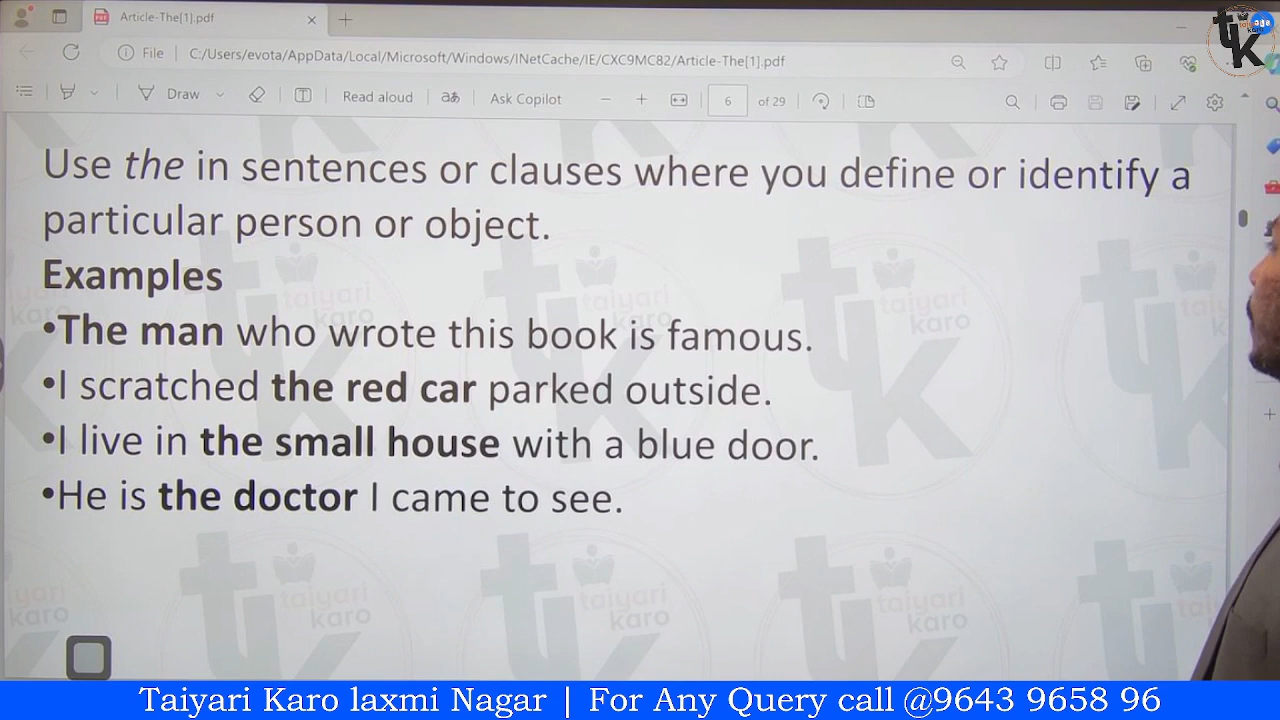 Article-The[1].pdf
File C:/Users/evota/AppData/Local/Microsoft/Windows/INetCache/IE/CXC9MC82/Article-The[1].pdf
Draw Read aloud Ask Copilot 6 of 29
Use the in sentences or clauses where you define or identify a
particular person or object.
Examples
•The man who wrote this book is famous.
•I scratched the red car parked outside.
•I live in the small house with a blue door.
•He is the doctor I came to see.
taiyari
karo
Taiyari Karo laxmi Nagar | For Any Query call @9643 9658 96